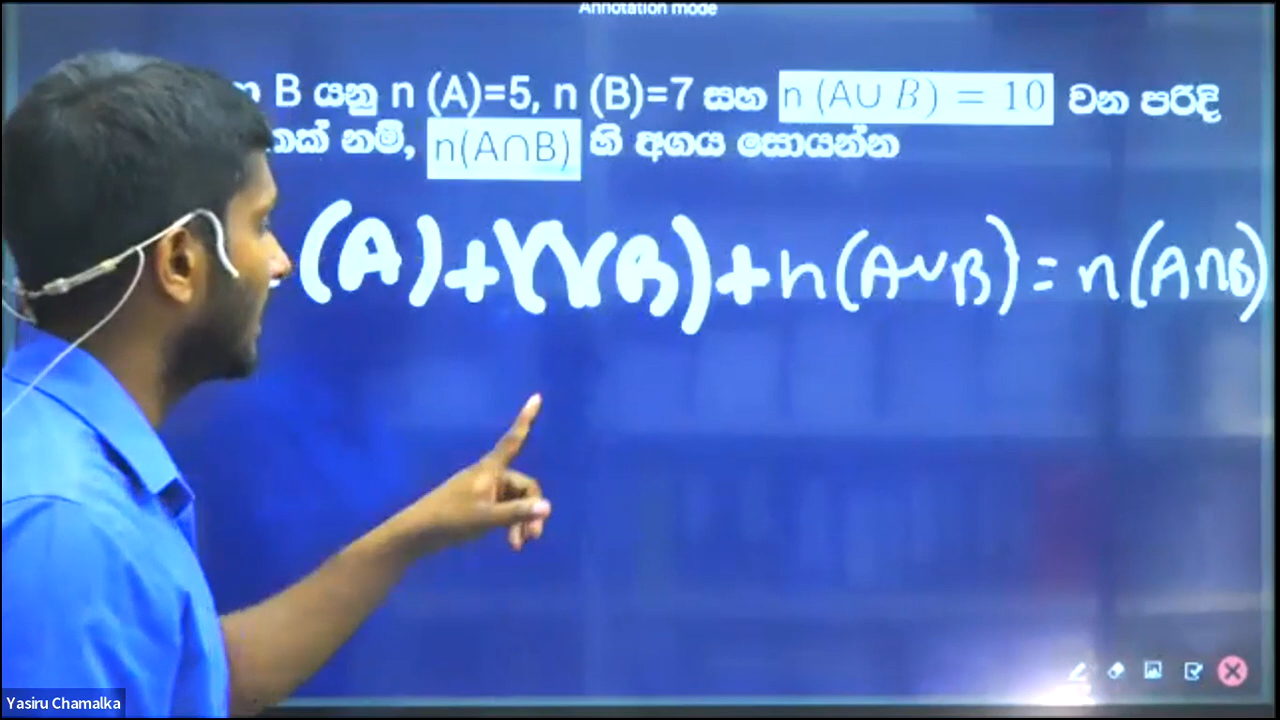 Annotation mode
B යනු n (A)=5, n (B)=7 සහ n (A∪ B) = 10 වන පරිදි
නම්, n(A∩B) හි අගය සොයන්න
(A)+n(B)+n(A∪B)=n(A∩B)
Yasiru Chamalka